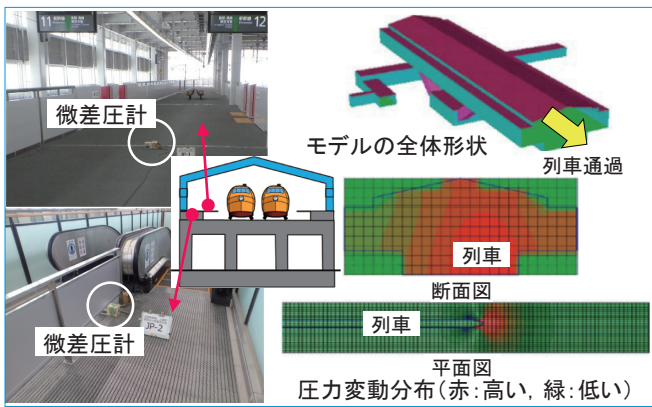 11
12
微差圧計
モデルの全体形状
列車通過
列車
断面図
微差圧計
JP-2
列車
平面図
圧力変動分布(赤:高い, 緑:低い)